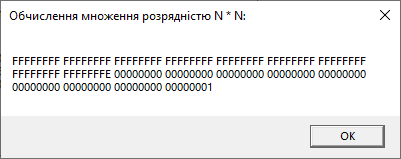 Обчислення множення розрядністю N * N:
FFFFFFFF FFFFFFFF FFFFFFFF FFFFFFFF FFFFFFFF FFFFFFFF FFFFFFFF
FFFFFFFF FFFFFFFE 00000000 00000000 00000000 00000000 00000000
00000000 00000000 00000000 00000001
OK